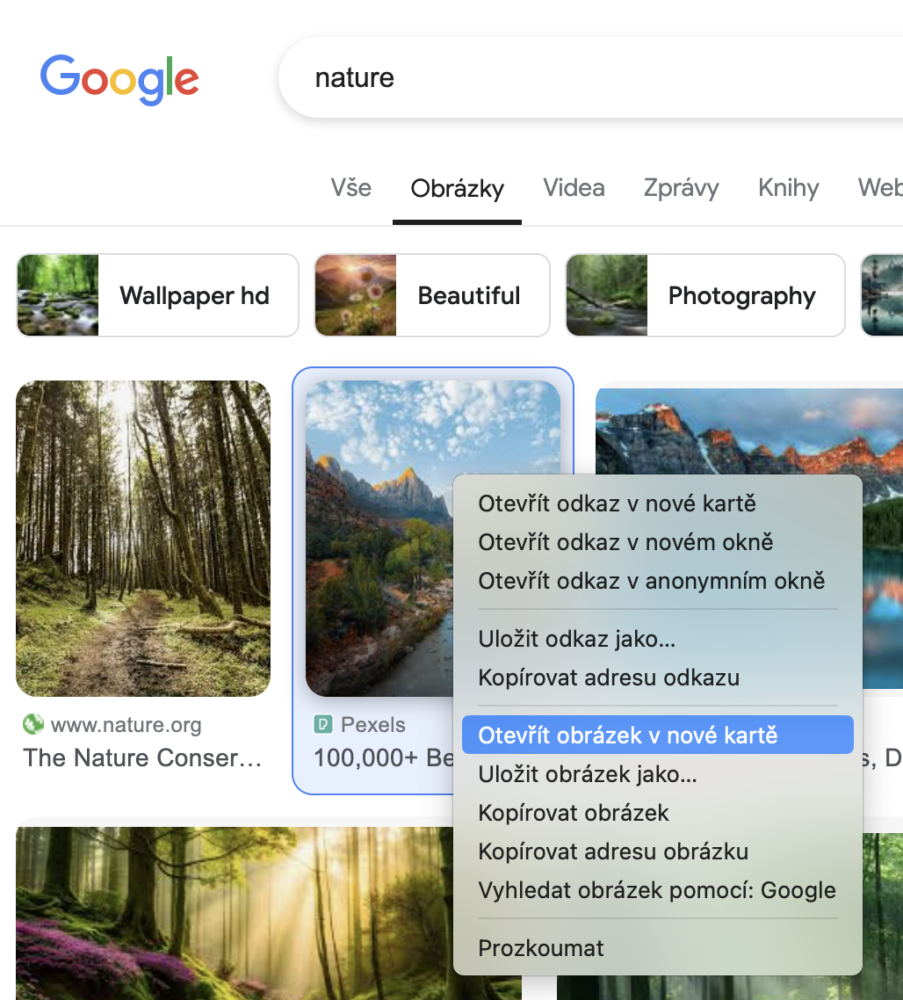 Google
nature
Vše Obrázky Videa Zprávy Knihy Web
Wallpaper hd
Beautiful
Photography
www.nature.org
The Nature Conser...
Pexels
100,000+ Be
s, D
Otevřít odkaz v nové kartě
Otevřít odkaz v novém okně
Otevřít odkaz v anonymním okně
Uložit odkaz jako...
Kopírovat adresu odkazu
Otevřít obrázek v nové kartě
Uložit obrázek jako...
Kopírovat obrázek
Kopírovat adresu obrázku
Vyhledat obrázek pomocí: Google
Prozkoumat